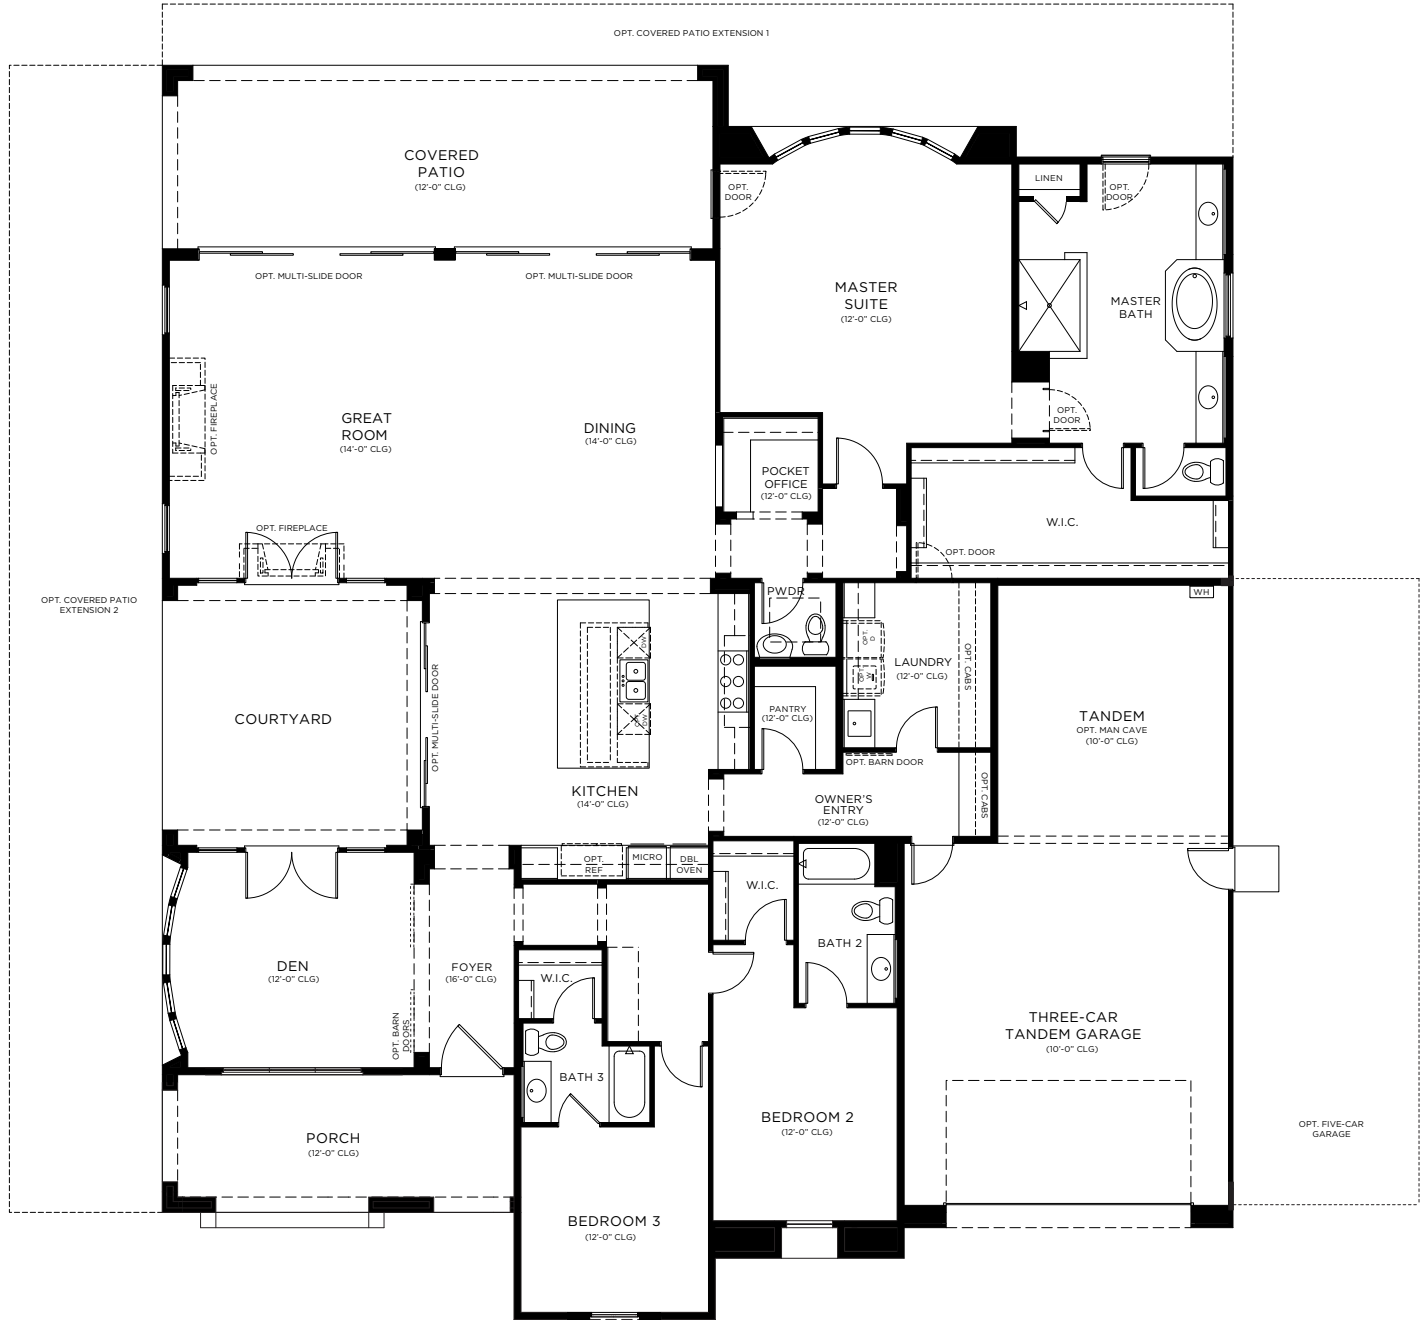 OPT. COVERED PATIO EXTENSION 1
COVERED
PATIO
(12'-0" CLG)
OPT.
DOOR
LINEN
OPT.
DOOR
OPT. MULTI-SLIDE DOOR
OPT. MULTI-SLIDE DOOR
MASTER
SUITE
(12'-0" CLG)
MASTER
BATH
OPT. FIREPLACE
GREAT
ROOM
(14'-0" CLG)
DINING
(14'-0" CLG)
OPT.
DOOR
POCKET
OFFICE
(12'-0" CLG)
W.I.C.
OPT. FIREPLACE
OPT. DOOR
OPT. COVERED PATIO
EXTENSION 2
PWDR
WH
DW
OPT.
D
OPT.
W
LAUNDRY
(12'-0" CLG)
OPT. CABS
OPT. MULTI-SLIDE DOOR
COURTYARD
PANTRY
(12'-0" CLG)
OPT.
DW
TANDEM
OPT. MAN CAVE
(10'-0" CLG)
OPT. BARN DOOR
KITCHEN
(14'-0" CLG)
OWNER'S
ENTRY
(12'-0" CLG)
OPT. CABS
OPT.
REF
MICRO
DBL
OVEN
W.I.C.
BATH 2
DEN
(12'-0" CLG)
FOYER
(16'-0" CLG)
W.I.C.
OPT. BARN
DOORS
THREE-CAR
TANDEM GARAGE
(10'-0" CLG)
BATH 3
BEDROOM 2
(12'-0" CLG)
PORCH
(12'-0" CLG)
OPT. FIVE-CAR
GARAGE
BEDROOM 3
(12'-0" CLG)